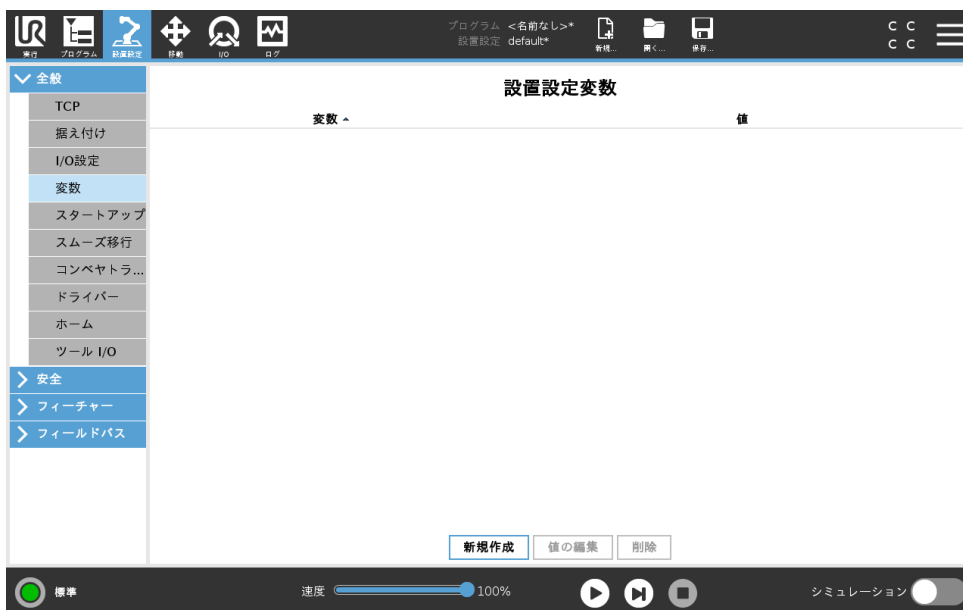 UR
実行
プログラム
設置設定
移動
I/O
ログ
プログラム <名前なし>*
設置設定 default*
新規...
開く...
保存...
C C
C C
全般
TCP
据え付け
I/O設定
変数
スタートアップ
スムーズ移行
コンベヤトラ...
ドライバー
ホーム
ツール I/O
安全
フィーチャー
フィールドバス
設置設定変数
変数 値
新規作成 値の編集 削除
標準
速度 100%
シミュレーション